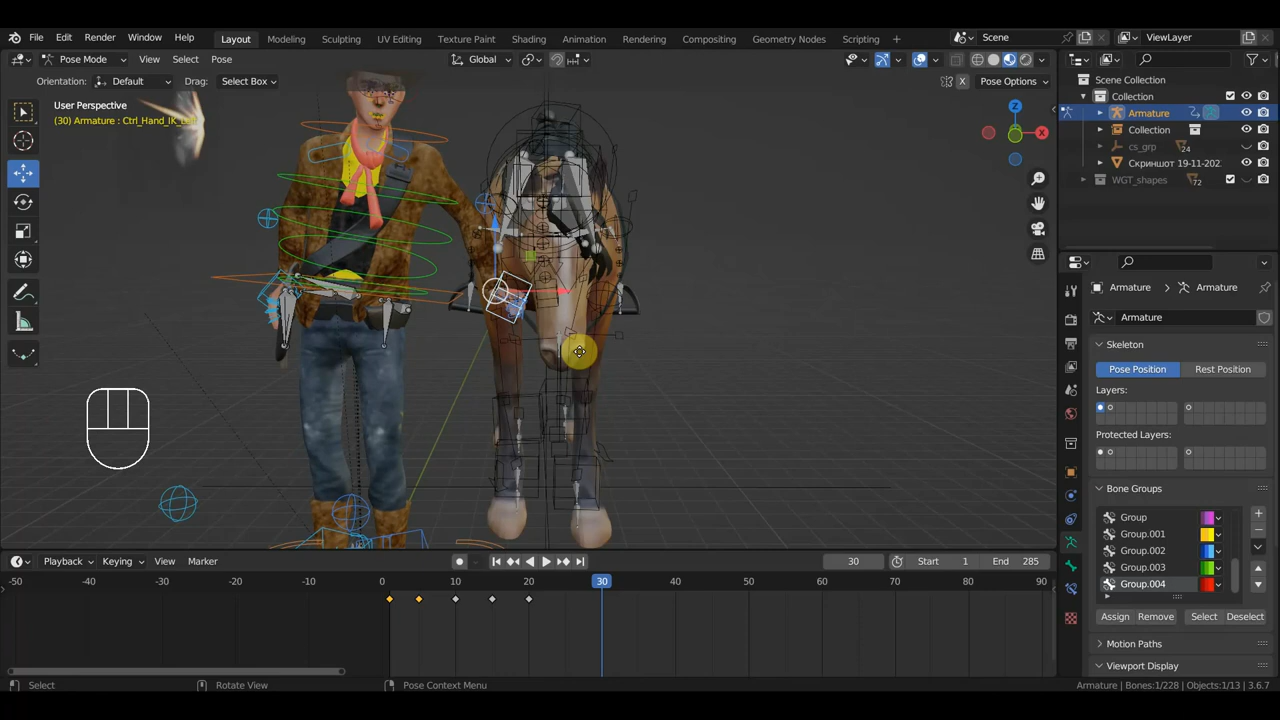 File Edit Render Window Help Layout Modeling Sculpting UV Editing Texture Paint Shading Animation Rendering Compositing Geometry Nodes Scripting + Scene ViewLayer
Pose Mode View Select Pose Global
Orientation: Default Drag: Select Box X Pose Options
User Perspective
X
Z
Scene Collection
Collection
Armature
Collection
cs_grp 24
Скриншот 19-11-202
WGT_shapes 72
Armature Armature
Armature
Skeleton
Pose Position Rest Position
Layers:
Protected Layers:
Bone Groups
Group
Group.001
Group.002
Group.003
Group.004
Assign Remove Select Deselect
Motion Paths
Viewport Display
Playback Keying View Marker 30 Start 1 End 285
-50 -40 -30 -20 -10 0 10 20 30 40 50 60 70 80 90
Select Rotate View Pose Context Menu Armature | Bones:1/228 | Objects:1/13 | 3.6.7